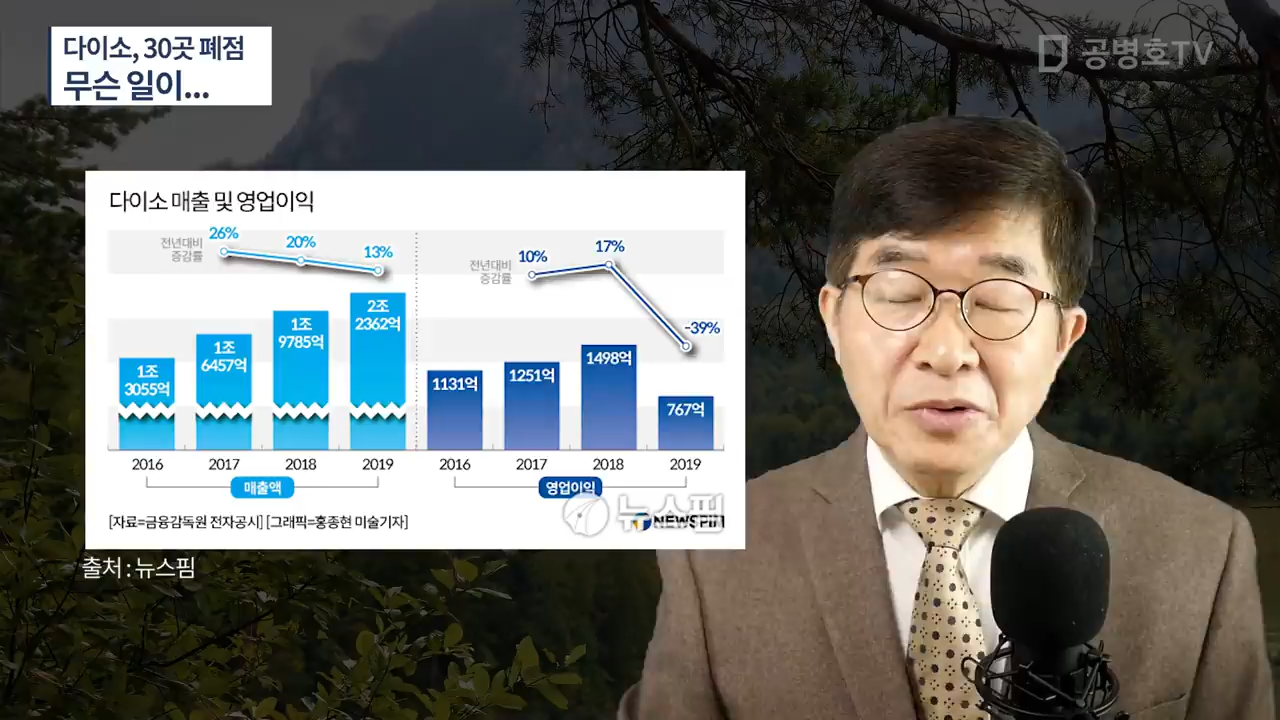 다이소, 30곳 폐점
무슨 일이...
공병호TV
다이소 매출 및 영업이익
전년대비
증감률
26%
20%
13%
1조
3055억
1조
6457억
1조
9785억
2조
2362억
2016
2017
2018
2019
매출액
전년대비
증감률
10%
17%
-39%
1131억
1251억
1498억
767억
2016
2017
2018
2019
영업이익
[자료=금융감독원 전자공시] [그래픽=홍종현 미술기자]
뉴스핌
NEWSPIM
출처 : 뉴스핌